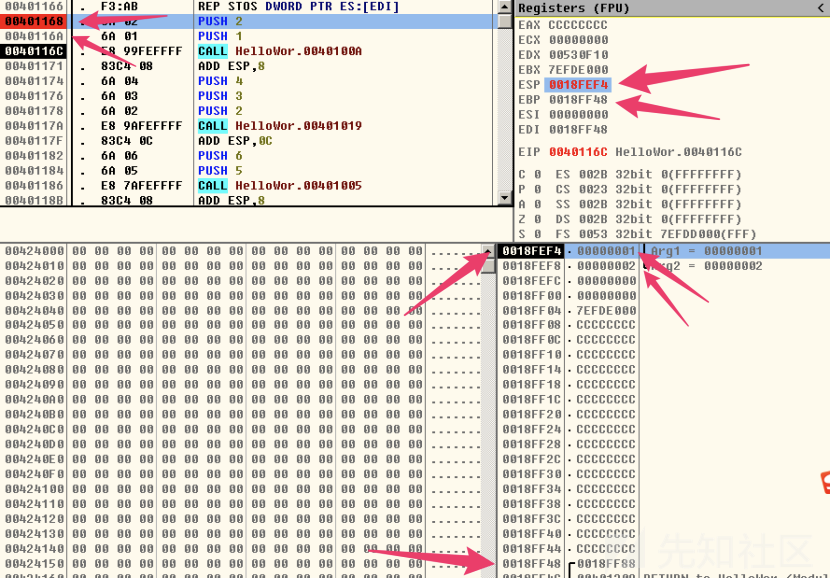 00401166 . F3:AB REP STOS DWORD PTR ES:[EDI]
00401168 . 6A 02 PUSH 2
0040116A . 6A 01 PUSH 1
0040116C . E8 99FEFFFF CALL HelloWor.0040100A
00401171 . 83C4 08 ADD ESP,8
00401174 . 6A 04 PUSH 4
00401176 . 6A 03 PUSH 3
00401178 . 6A 02 PUSH 2
0040117A . E8 9AFEFFFF CALL HelloWor.00401019
0040117F . 83C4 0C ADD ESP,0C
00401182 . 6A 06 PUSH 6
00401184 . 6A 05 PUSH 5
00401186 . E8 7AFEFFFF CALL HelloWor.00401005
0040118B . 83C4 08 ADD ESP,8
Registers (FPU) <
EAX CCCCCCCC
ECX 00000000
EDX 00530F10
EBX 7EFDE000
ESP 0018FEF4
EBP 0018FF48
ESI 00000000
EDI 0018FF48
EIP 0040116C HelloWor.0040116C
C 0 ES 002B 32bit 0(FFFFFFFF)
P 0 CS 0023 32bit 0(FFFFFFFF)
A 0 SS 002B 32bit 0(FFFFFFFF)
Z 0 DS 002B 32bit 0(FFFFFFFF)
S 0 FS 0053 32bit 7EFDD000(FFF)
00424000 00 00 00 00 00 00 00 00 00 00 00 00 00 00 00 00 .......
00424010 00 00 00 00 00 00 00 00 00 00 00 00 00 00 00 00 .......
00424020 00 00 00 00 00 00 00 00 00 00 00 00 00 00 00 00 .......
00424030 00 00 00 00 00 00 00 00 00 00 00 00 00 00 00 00 .......
00424040 00 00 00 00 00 00 00 00 00 00 00 00 00 00 00 00 .......
00424050 00 00 00 00 00 00 00 00 00 00 00 00 00 00 00 00 .......
00424060 00 00 00 00 00 00 00 00 00 00 00 00 00 00 00 00 .......
00424070 00 00 00 00 00 00 00 00 00 00 00 00 00 00 00 00 .......
00424080 00 00 00 00 00 00 00 00 00 00 00 00 00 00 00 00 .......
00424090 00 00 00 00 00 00 00 00 00 00 00 00 00 00 00 00 .......
004240A0 00 00 00 00 00 00 00 00 00 00 00 00 00 00 00 00 .......
004240B0 00 00 00 00 00 00 00 00 00 00 00 00 00 00 00 00 .......
004240C0 00 00 00 00 00 00 00 00 00 00 00 00 00 00 00 00 .......
004240D0 00 00 00 00 00 00 00 00 00 00 00 00 00 00 00 00 .......
004240E0 00 00 00 00 00 00 00 00 00 00 00 00 00 00 00 00 .......
004240F0 00 00 00 00 00 00 00 00 00 00 00 00 00 00 00 00 .......
00424100 00 00 00 00 00 00 00 00 00 00 00 00 00 00 00 00 .......
00424110 00 00 00 00 00 00 00 00 00 00 00 00 00 00 00 00 .......
00424120 00 00 00 00 00 00 00 00 00 00 00 00 00 00 00 00 .......
00424130 00 00 00 00 00 00 00 00 00 00 00 00 00 00 00 00 .......
00424140 00 00 00 00 00 00 00 00 00 00 00 00 00 00 00 00 .......
00424150 00 00 00 00 00 00 00 00 00 00 00 00 00 00 00 00 .......
0018FEF4 00000001 Arg1 = 00000001
0018FEF8 00000002 Arg2 = 00000002
0018FEFC 00000000
0018FF00 00000000
0018FF04 7EFDE000
0018FF08 CCCCCCCC
0018FF0C CCCCCCCC
0018FF10 CCCCCCCC
0018FF14 CCCCCCCC
0018FF18 CCCCCCCC
0018FF1C CCCCCCCC
0018FF20 CCCCCCCC
0018FF24 CCCCCCCC
0018FF28 CCCCCCCC
0018FF2C CCCCCCCC
0018FF30 CCCCCCCC
0018FF34 CCCCCCCC
0018FF38 CCCCCCCC
0018FF3C CCCCCCCC
0018FF40 CCCCCCCC
0018FF44 CCCCCCCC
0018FF48 0018FF88
先知社区